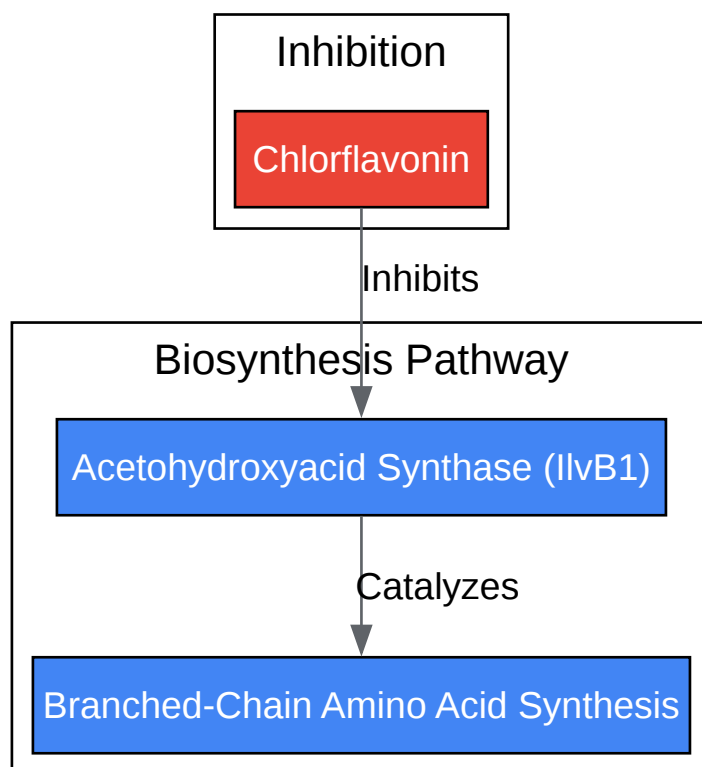 Inhibition
Chlorflavonin
Inhibits
Biosynthesis Pathway
Acetohydroxyacid Synthase (IlvB1)
Catalyzes
Branched-Chain Amino Acid Synthesis